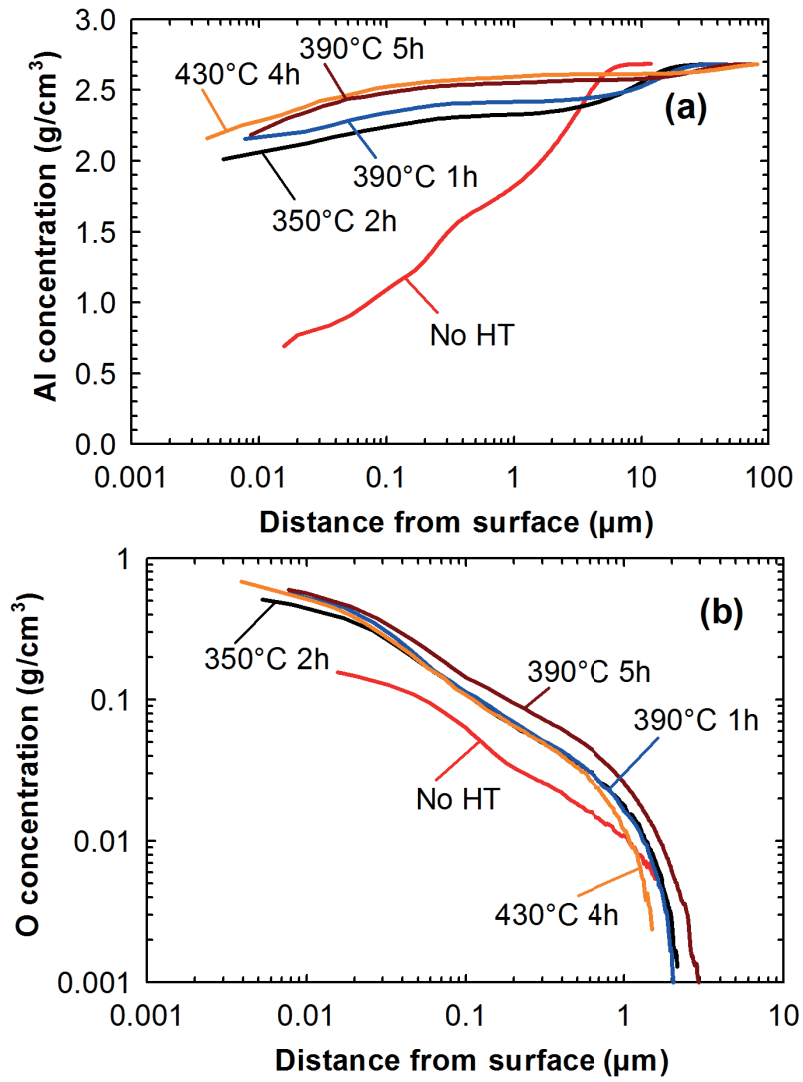 3.0
2.5
2.0
1.5
1.0
0.5
0.0
Al concentration (g/cm³)
390°C 5h
430°C 4h
(a)
390°C 1h
350°C 2h
No HT
0.001 0.01 0.1 1 10 100
Distance from surface (µm)
1
0.1
0.01
0.001
O concentration (g/cm³)
(b)
350°C 2h
390°C 5h
390°C 1h
No HT
430°C 4h
0.001 0.01 0.1 1 10
Distance from surface (µm)